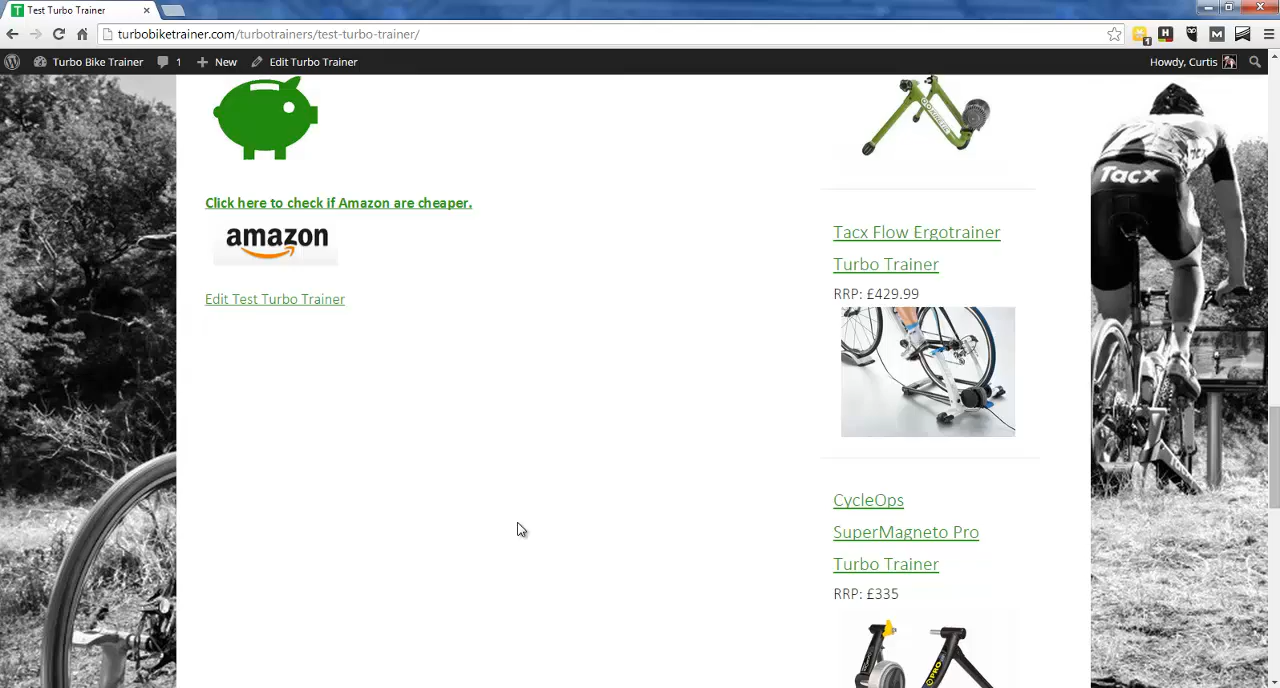 Test Turbo Trainer
turbobiketrainer.com/turbotrainers/test-turbo-trainer/
Turbo Bike Trainer 1 New Edit Turbo Trainer Howdy, Curtis
Click here to check if Amazon are cheaper.
amazon
Edit Test Turbo Trainer
Tacx Flow Ergotrainer
Turbo Trainer
RRP: £429.99
CycleOps
SuperMagneto Pro
Turbo Trainer
RRP: £335
Tacx
PRO